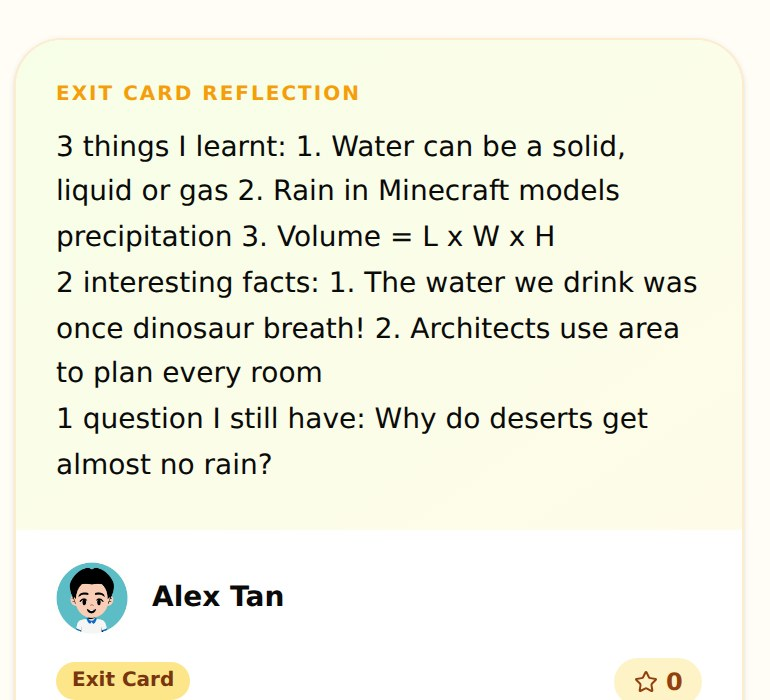 EXIT CARD REFLECTION
3 things I learnt: 1. Water can be a solid,
liquid or gas 2. Rain in Minecraft models
precipitation 3. Volume = L x W x H
2 interesting facts: 1. The water we drink was
once dinosaur breath! 2. Architects use area
to plan every room
1 question I still have: Why do deserts get
almost no rain?
Alex Tan
Exit Card
0